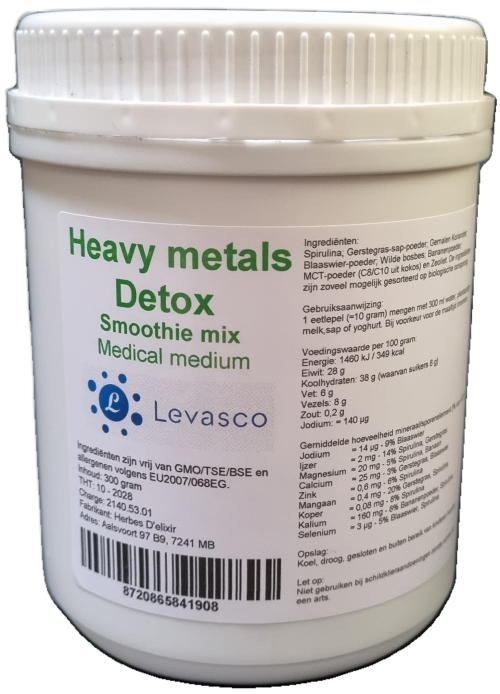 Heavy metals
Detox
Smoothie mix
Medical medium
L
Levasco
Ingrediënten zijn vrij van GMO/TSE/BSE en
allergenen volgens EU2007/068EG.
Inhoud: 300 gram
THT: 10 - 2028
Charge: 2140.53.01
Fabrikant: Herbes D'elixir
Adres: Aalsvoort 97 B9, 7241 MB
8720865841908
Ingrediënten:
Spirulina; Gerstegras-sap-poeder; Gemalen Koriander
Blaaswier-poeder; Wilde bosbes; Bananenpoeder
MCT-poeder (C8/C10 uit kokos) en Zeoliet. De ingrediënten
zijn zoveel mogelijk gesorteerd op biologische
Gebruiksaanwijzing:
1 eetlepel (=10 gram) mengen met 300 ml water,
melk,sap of yoghurt. Bij voorkeur voor de maaltijd
Voedingswaarde per 100 gram:
Energie: 1460 kJ / 349 kcal
Eiwit: 28 g
Koolhydraten: 38 g (waarvan suikers 8 g)
Vet: 6 g
Vezels: 8 g
Zout: 0,2 g
Jodium: = 140 µg
Gemiddelde hoeveelheid mineraal/sporenelement
Jodium = 14 µg - 9% Blaaswier
Ijzer = 2 mg - 14% Spirulina, Gerstegras
Magnesium = 20 mg - 5% Spirulina, Banaan
Calcium = 25 mg - 3% Gerstegras, Blaaswier
Zink = 0,6 mg - 6% Spirulina
Mangaan = 0,4 mg - 20% Gerstegras, Spirulina
Koper = 0,08 mg - 8% Spirulina
Kalium = 160 mg - 8% Bananenpoeder,
Selenium = 3 µg - 5% Blaaswier, Spirulina
Opslag:
Koel, droog, gesloten en buiten bereik van
Let op:
Niet gebruiken bij schildklieraandoeningen
een arts.